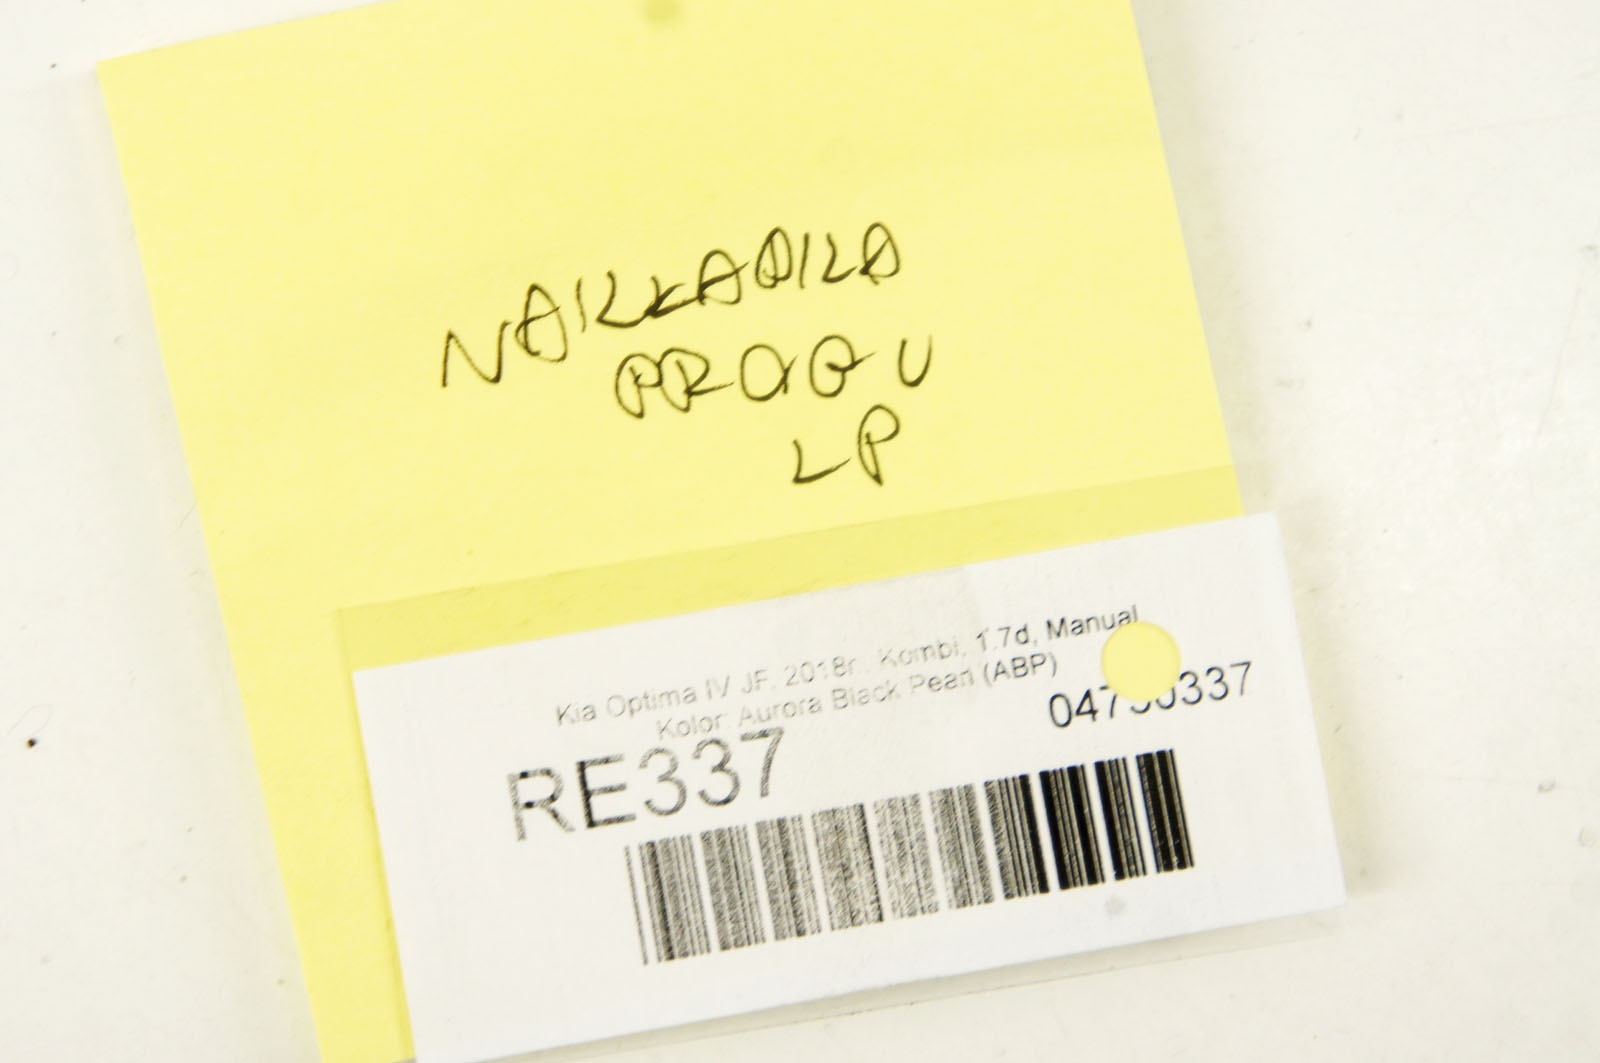 NAKŁADKA
PROGU
LP
Kia Optima IV JF, 2018r., Kombi, 1.7d, Manual
Kolor: Aurora Black Pearl (ABP)
RE337